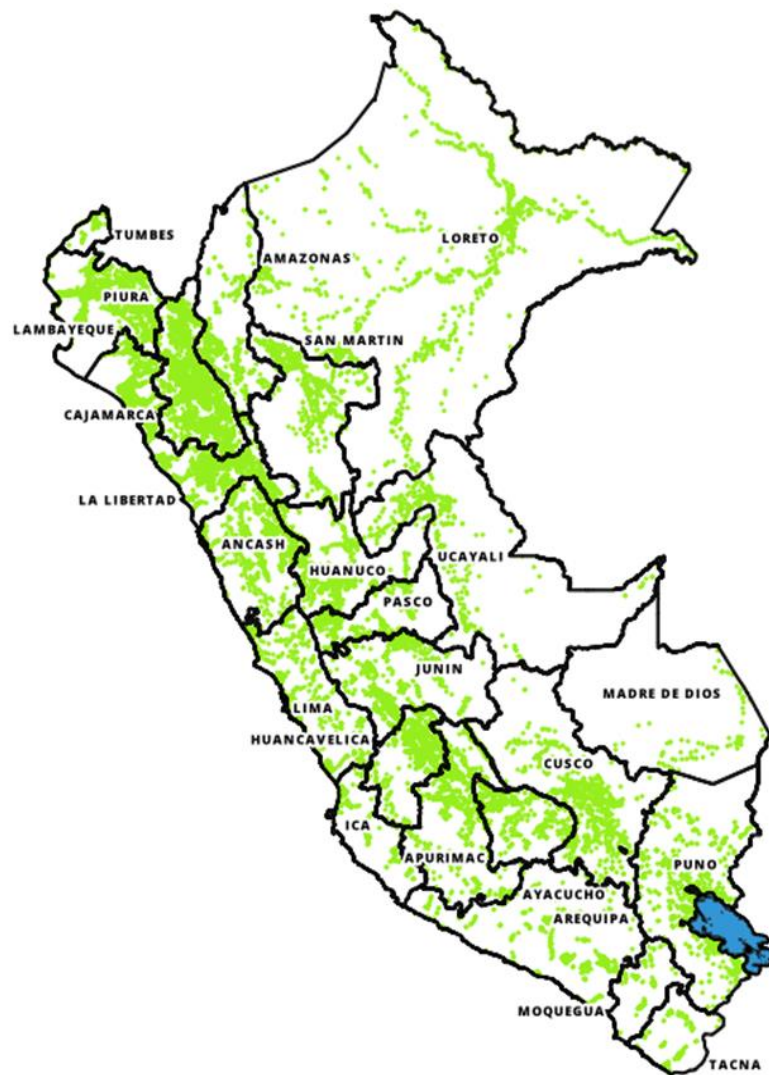 TUMBES
LORETO
AMAZONAS
PIURA
LAMBAYEQUE
SAN MARTIN
CAJAMARCA
LA LIBERTAD
ANCASH
UCAYALI
HUANUCO
PASCO
JUNIN
MADRE DE DIOS
LIMA
HUANCAVELICA
CUSCO
ICA
APURIMAC
PUNO
AYACUCHO
AREQUIPA
MOQUEGUA
TACNA